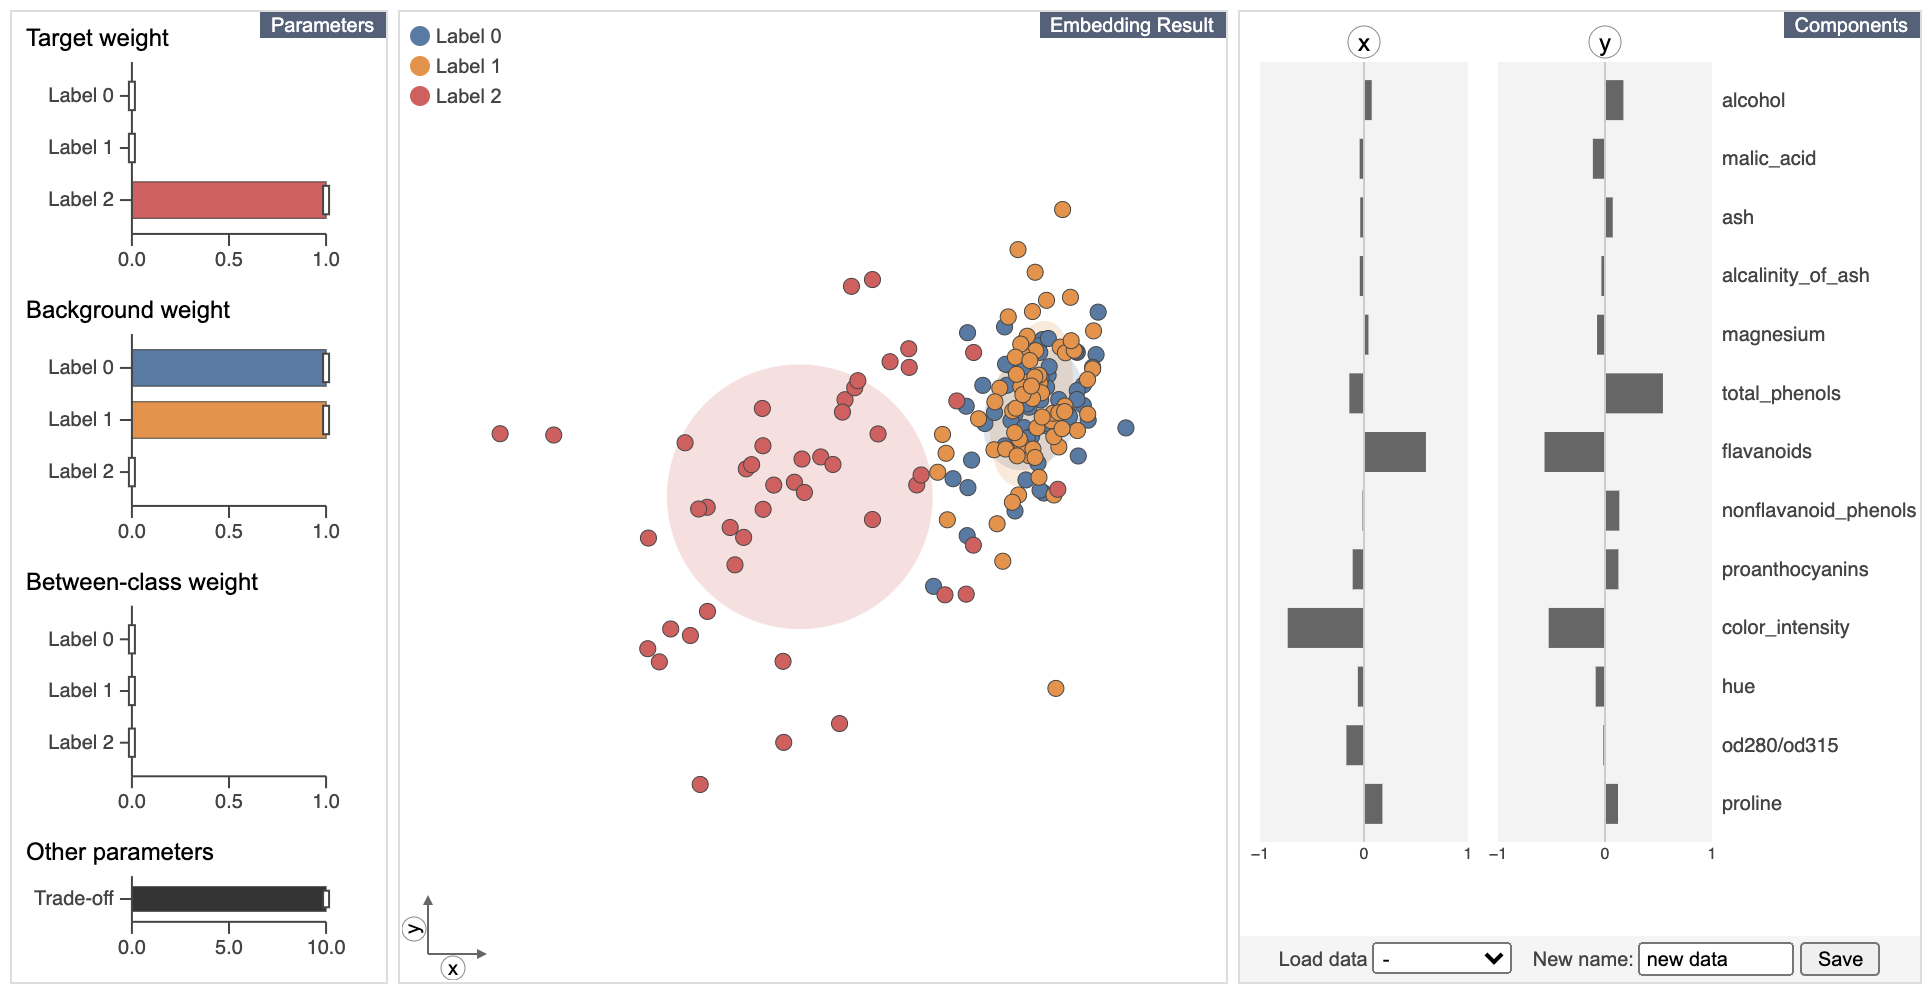 Parameters
Target weight
Label 0
Label 1
Label 2
0.0 0.5 1.0
Background weight
Label 0
Label 1
Label 2
0.0 0.5 1.0
Between-class weight
Label 0
Label 1
Label 2
0.0 0.5 1.0
Other parameters
Trade-off
0.0 5.0 10.0
Embedding Result
Label 0
Label 1
Label 2
y
x
Components
x y
alcohol
malic_acid
ash
alcalinity_of_ash
magnesium
total_phenols
flavanoids
nonflavanoid_phenols
proanthocyanins
color_intensity
hue
od280/od315
proline
−1 0 1 −1 0 1
Load data - New name: new data Save